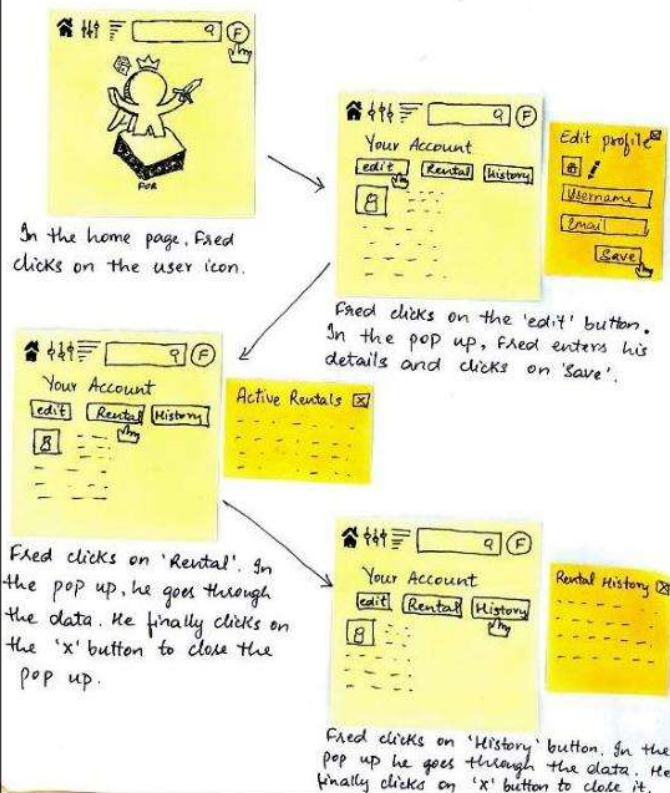 F
FOR
In the home page, Fred
clicks on the user icon.
F
Your Account
edit Rental History
Edit profile
Username
Email
Save
Fred clicks on the 'edit' button.
In the pop up, Fred enters his
details and clicks on 'Save'.
F
Your Account
edit Rental History
Active Rentals X
Fred clicks on 'Rental'. In
the pop up, he goes through
the data. He finally clicks on
the 'x' button to close the
pop up.
F
Your Account
edit Rental History
Rental History X
Fred clicks on 'History' button. In the
pop up he goes through the data. He
finally clicks on 'x' button to close it.